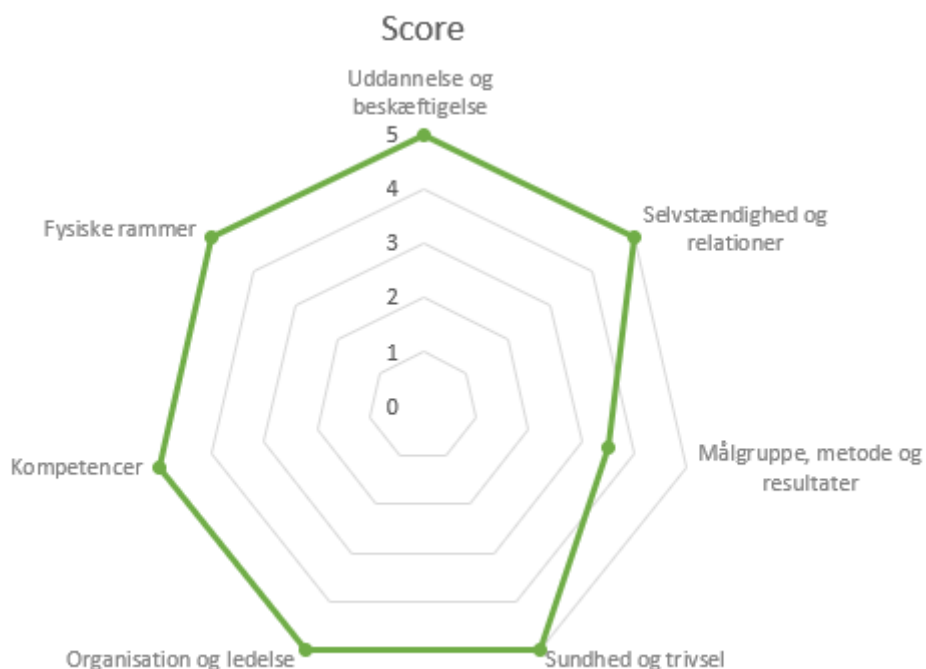 Score
Uddannelse og
beskæftigelse
5
4
3
2
1
0
Selvstændighed og
relationer
Målgruppe, metode og
resultater
Sundhed og trivsel
Organisation og ledelse
Kompetencer
Fysiske rammer